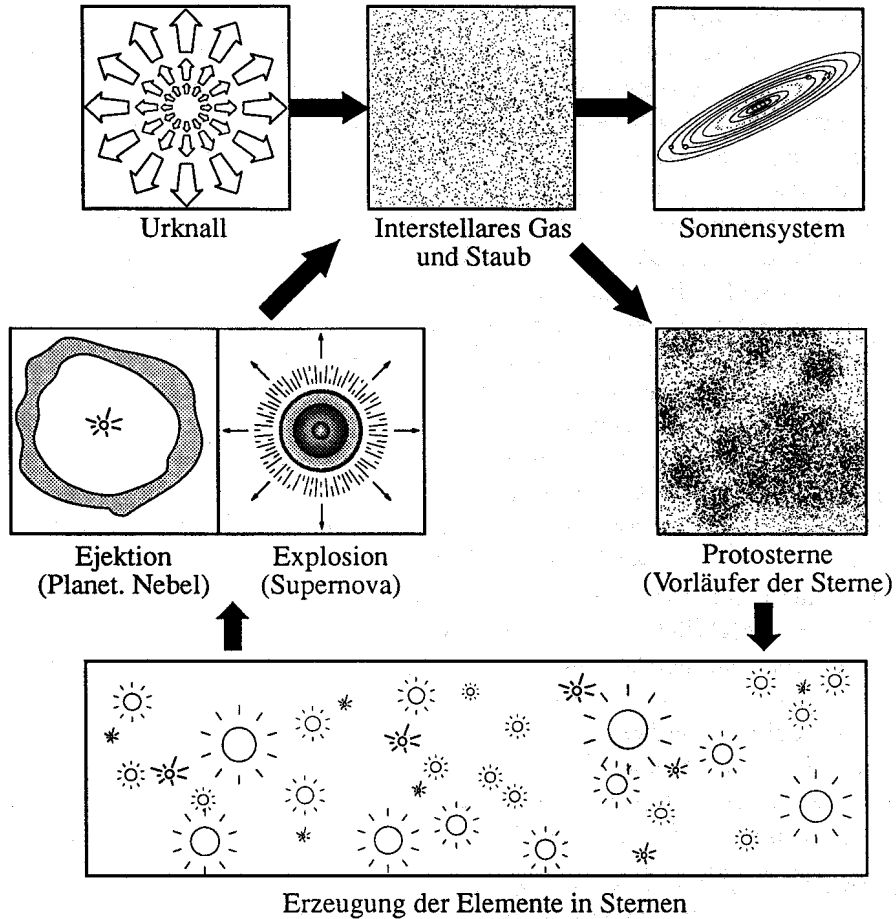 Urknall
Interstellares Gas
und Staub
Sonnensystem
Ejektion
(Planet. Nebel)
Explosion
(Supernova)
Protosterne
(Vorläufer der Sterne)
Erzeugung der Elemente in Sternen